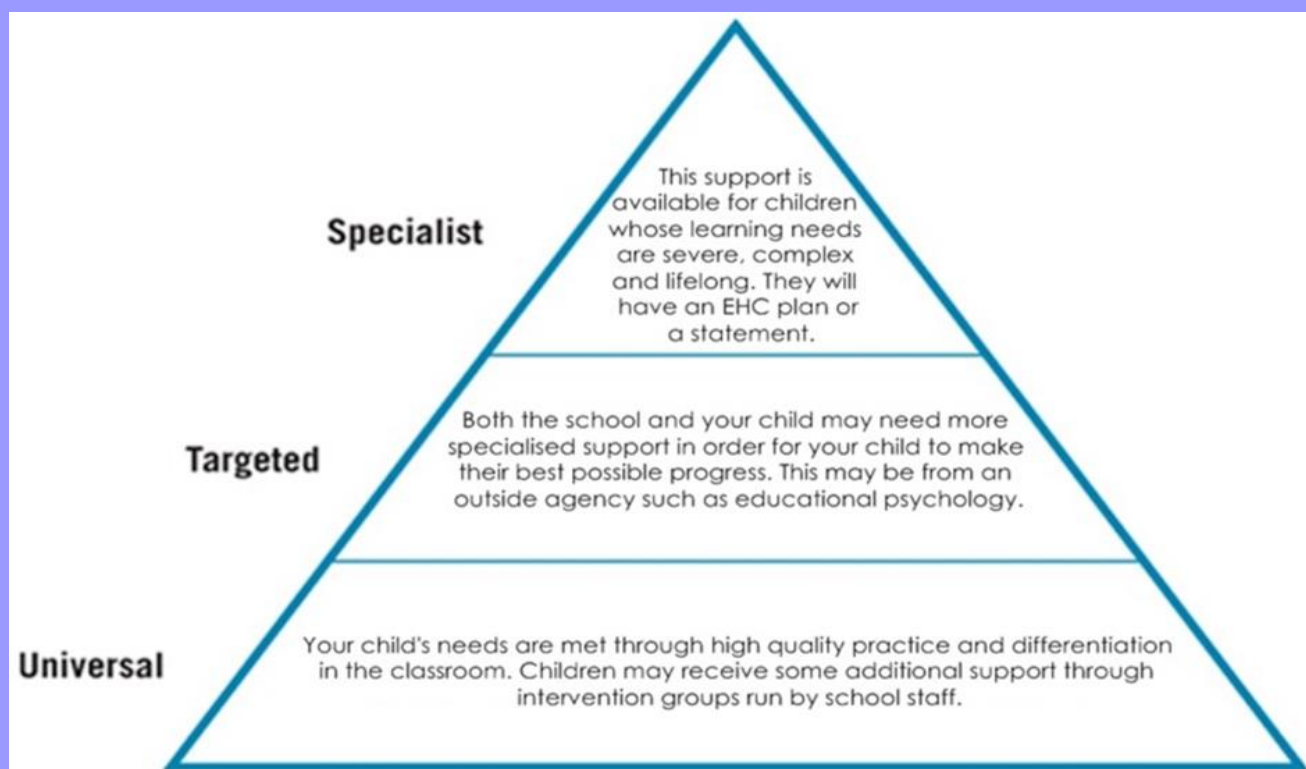 Specialist
This support is
available for children
whose learning needs
are severe, complex
and lifelong. They will
have an EHC plan or
a statement.
Targeted
Both the school and your child may need more
specialised support in order for your child to make
their best possible progress. This may be from an
outside agency such as educational psychology.
Universal
Your child's needs are met through high quality practice and differentiation
in the classroom. Children may receive some additional support through
intervention groups run by school staff.